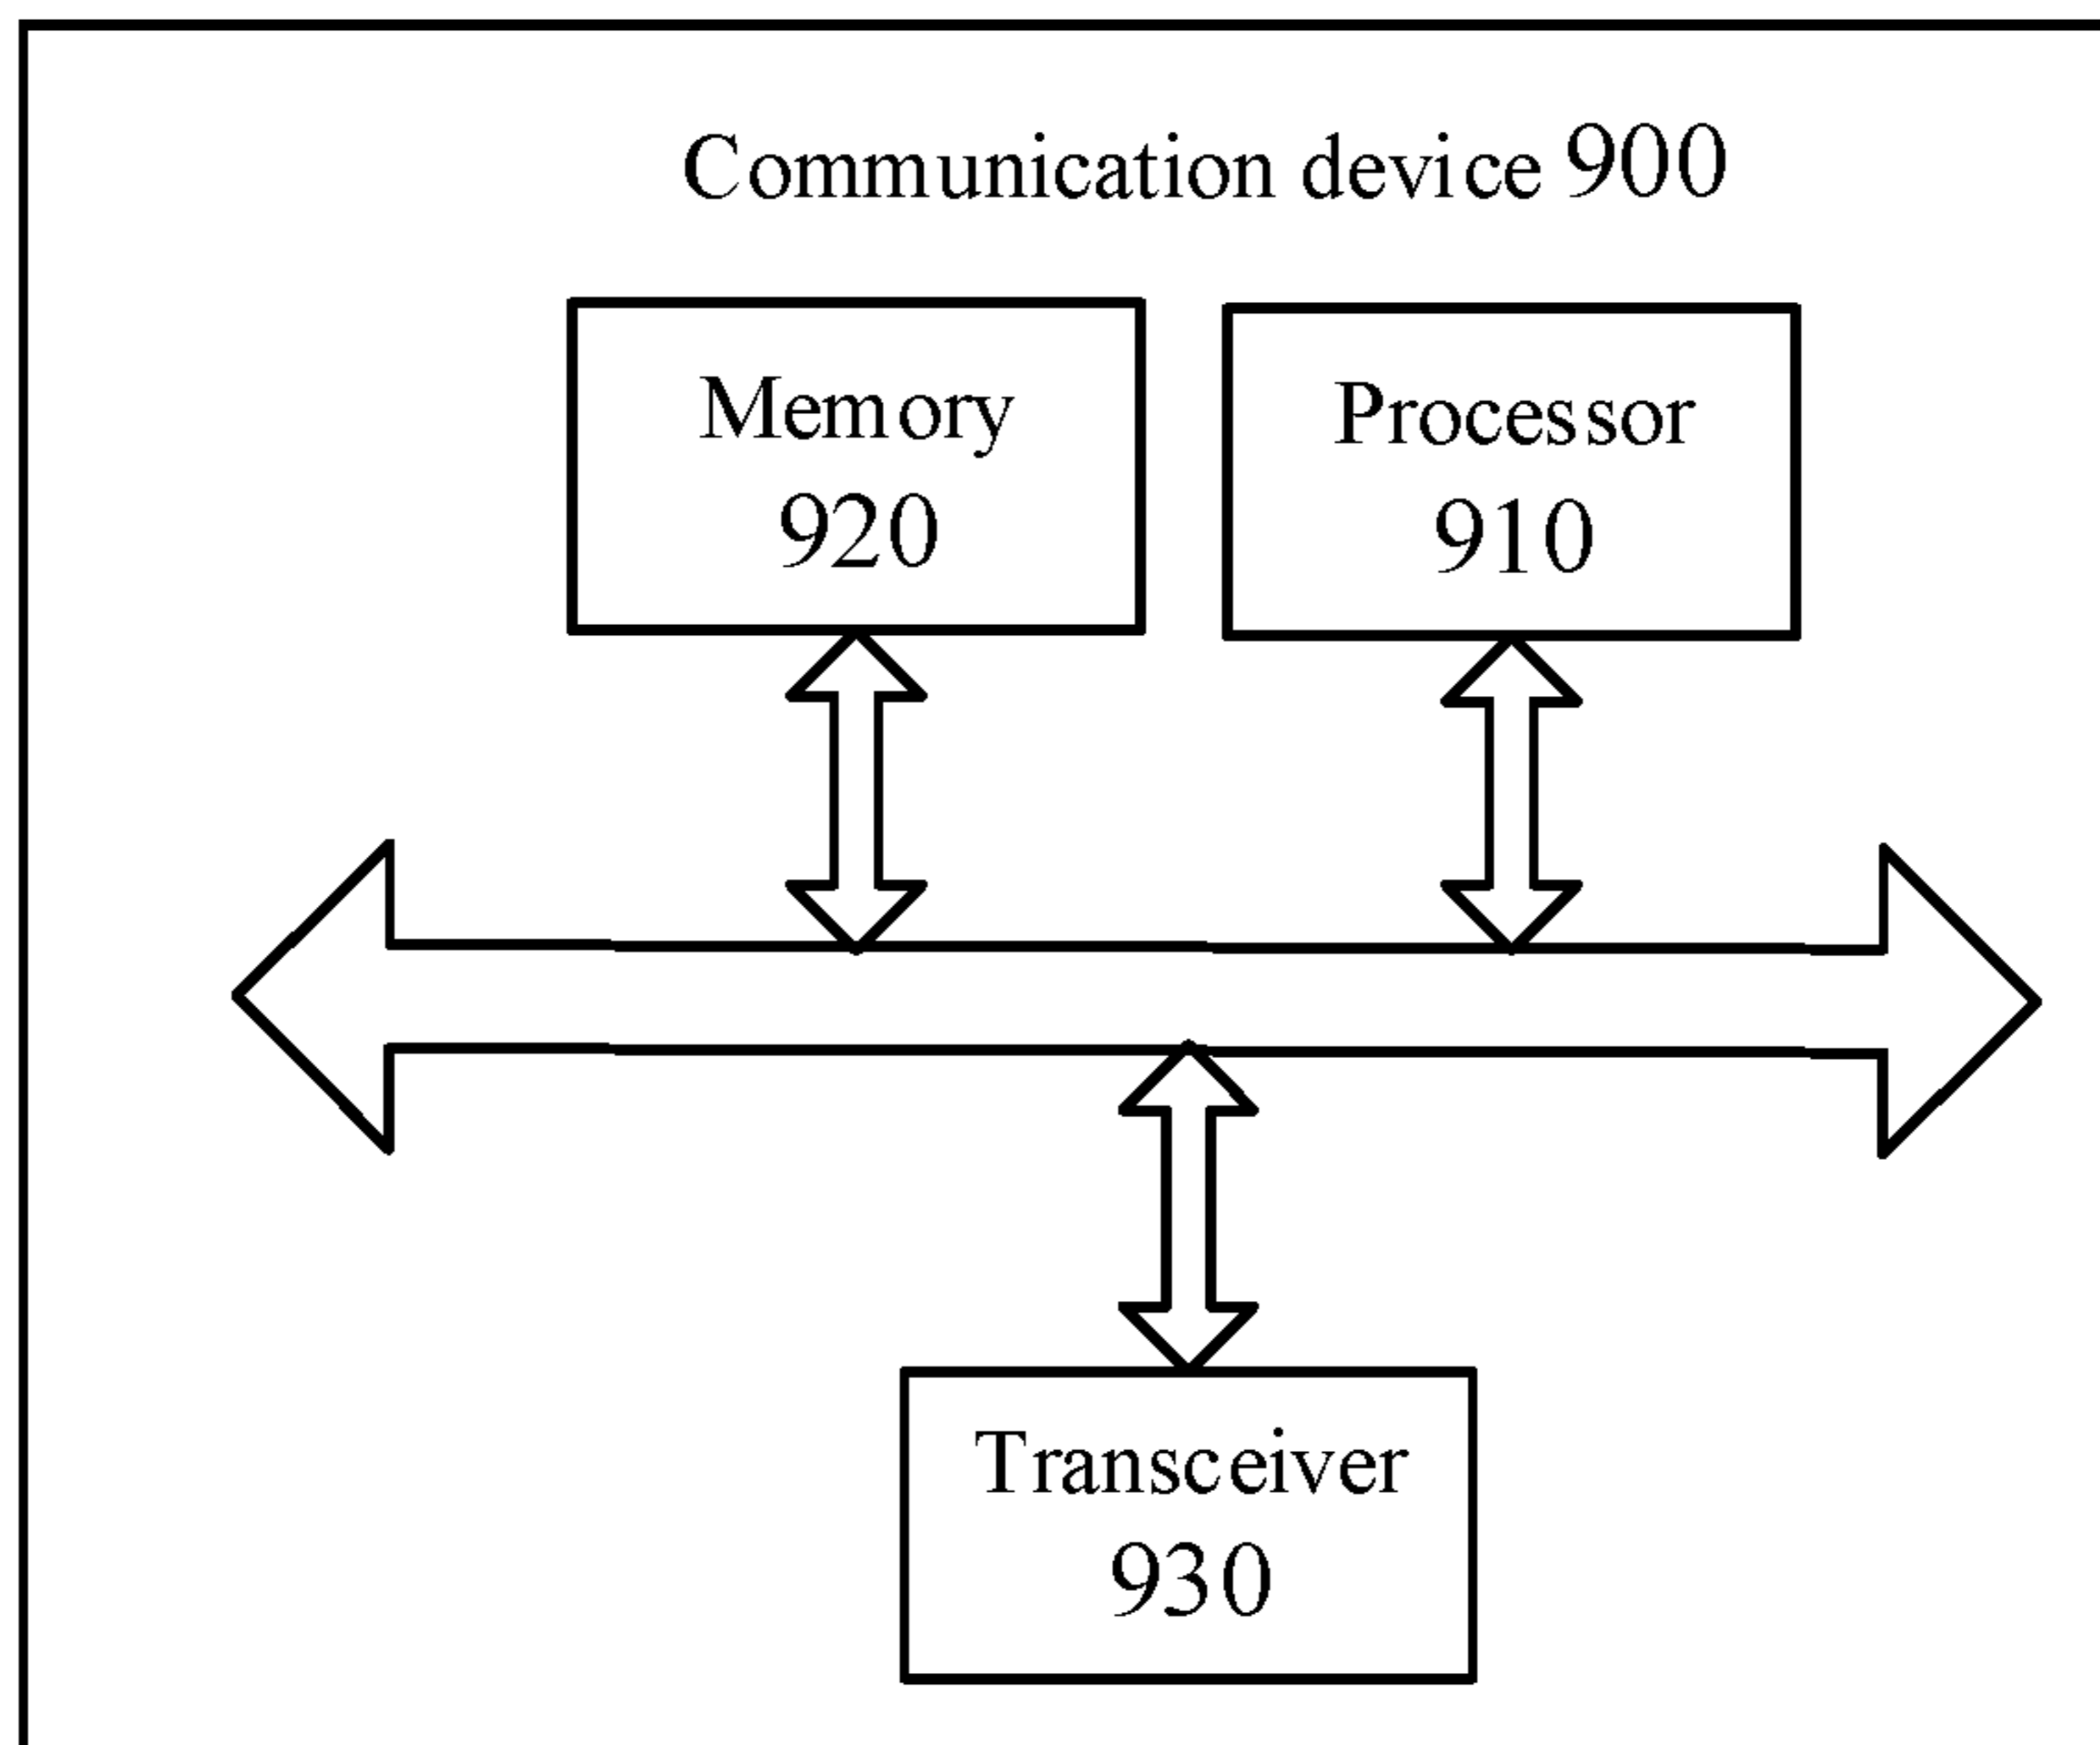 Communication device 900
Memory
920
Processor
910
Transceiver
930